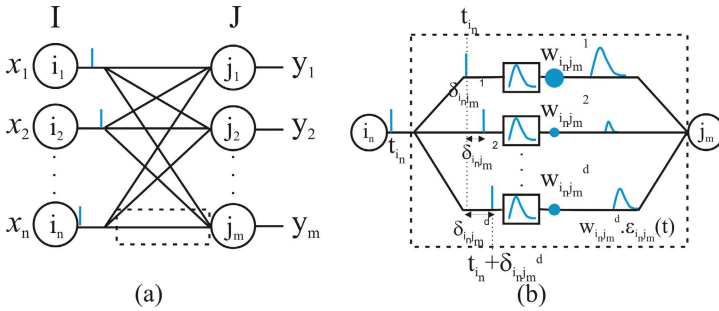 I J
x1 i1 j1 y1
x2 i2 j2 y2
xn in jm ym
(a)
tin
δinjm1 winjm1
in tin jm
δinjm2 winjm2
δinjmd winjmd
winjmd.εinjm(t)
tin+δinjmd
(b)